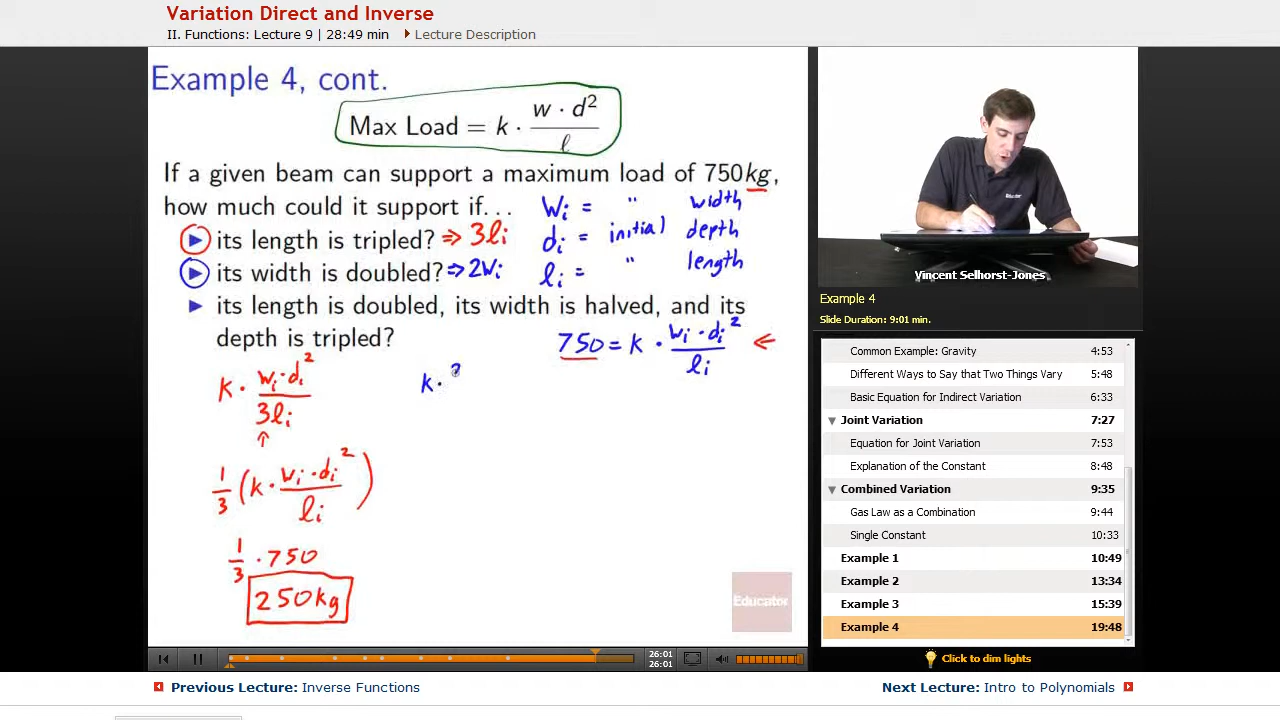 Variation Direct and Inverse
II. Functions: Lecture 9 | 28:49 min
Lecture Description
Example 4, cont.
Max Load = k · w · d² / l
If a given beam can support a maximum load of 750kg,
how much could it support if. . .
its length is tripled? ⇒ 3lᵢ
its width is doubled? ⇒ 2wᵢ
wᵢ = " width
dᵢ = initial depth
lᵢ = " length
its length is doubled, its width is halved, and its
depth is tripled?
750 = k · wᵢ · dᵢ² / lᵢ ←
k · wᵢ · dᵢ² / 3lᵢ
↑
1/3 (k · wᵢ · dᵢ² / lᵢ)
1/3 · 750
250kg
k ·
Educator
Educator
Vincent Selhorst-Jones
Example 4
Slide Duration: 9:01 min.
Common Example: Gravity 4:53
Different Ways to Say that Two Things Vary 5:48
Basic Equation for Indirect Variation 6:33
Joint Variation 7:27
Equation for Joint Variation 7:53
Explanation of the Constant 8:48
Combined Variation 9:35
Gas Law as a Combination 9:44
Single Constant 10:33
Example 1 10:49
Example 2 13:34
Example 3 15:39
Example 4 19:48
26:01
26:01
Click to dim lights
Previous Lecture: Inverse Functions
Next Lecture: Intro to Polynomials